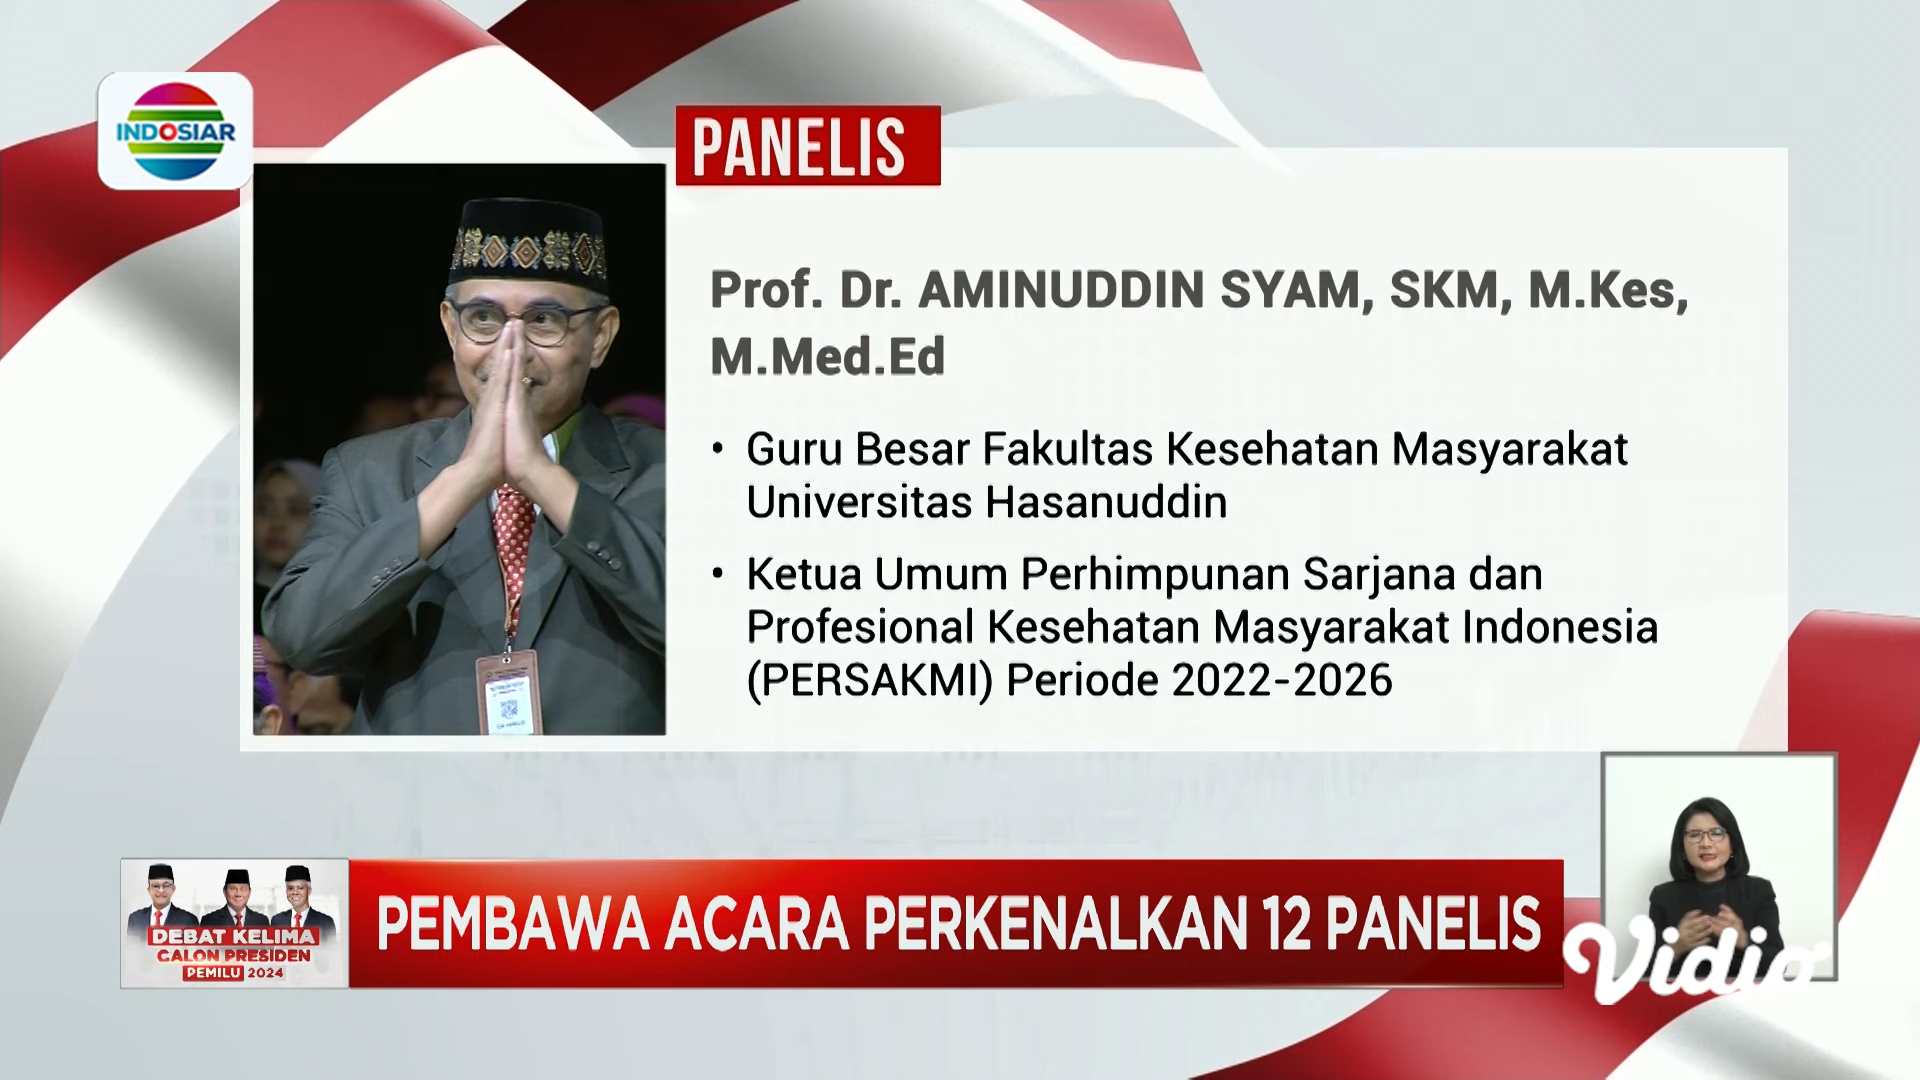 INDOSIAR
PANELIS
Prof. Dr. AMINUDDIN SYAM, SKM, M.Kes,
M.Med.Ed
• Guru Besar Fakultas Kesehatan Masyarakat
Universitas Hasanuddin
• Ketua Umum Perhimpunan Sarjana dan
Profesional Kesehatan Masyarakat Indonesia
(PERSAKMI) Periode 2022-2026
DEBAT KELIMA
CALON PRESIDEN
PEMILU 2024
PEMBAWA ACARA PERKENALKAN 12 PANELIS
Vidio